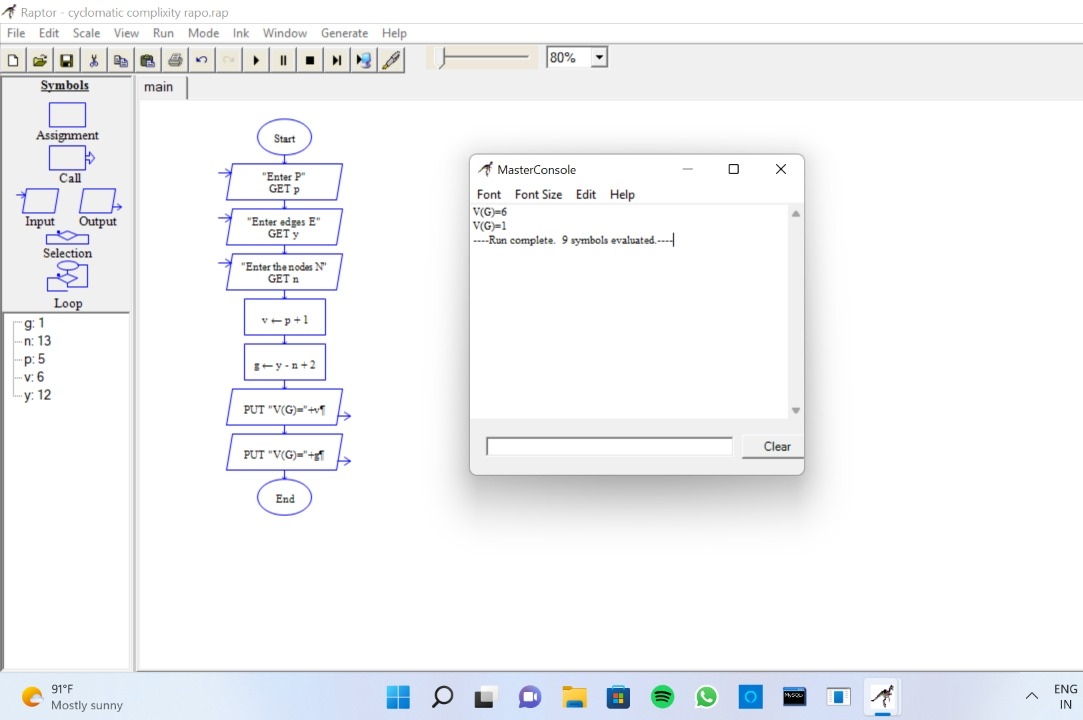 Raptor - cyclomatic complixity rapo.rap
File Edit Scale View Run Mode Ink Window Generate Help
80%
Symbols
Assignment
Call
Input Output
Selection
Loop
g: 1
n: 13
p: 5
v: 6
y: 12
main
Start
"Enter P"
GET p
"Enter edges E"
GET y
"Enter the nodes N"
GET n
v ← p + 1
g ← y - n + 2
PUT "V(G)="+v¶
PUT "V(G)="+g¶
End
MasterConsole
Font Font Size Edit Help
V(G)=6
V(G)=1
----Run complete. 9 symbols evaluated.----
Clear
91°F
Mostly sunny
MySQL
ENG
IN